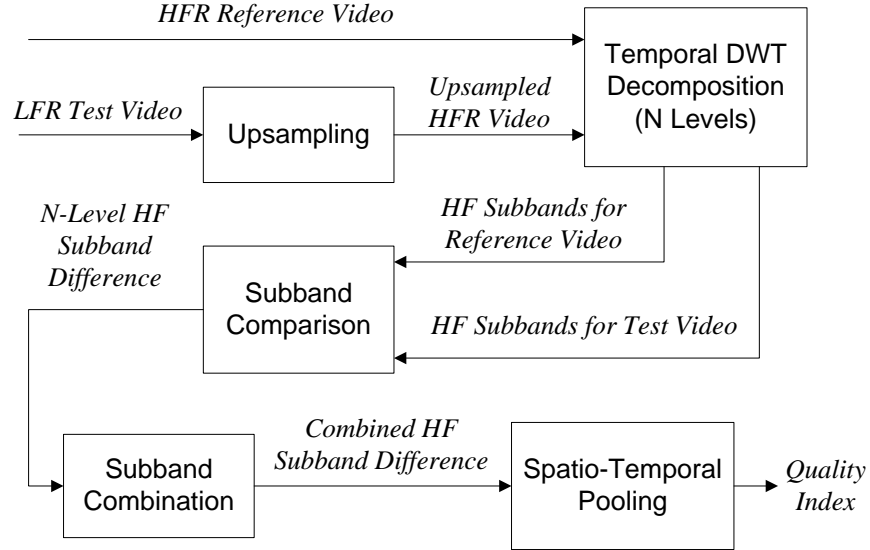 HFR Reference Video
Temporal DWT
Decomposition
(N Levels)
LFR Test Video
Upsampling
Upsampled
HFR Video
HF Subbands for
Reference Video
N-Level HF
Subband
Difference
Subband
Comparison
HF Subbands for Test Video
Subband
Combination
Combined HF
Subband Difference
Spatio-Temporal
Pooling
Quality
Index